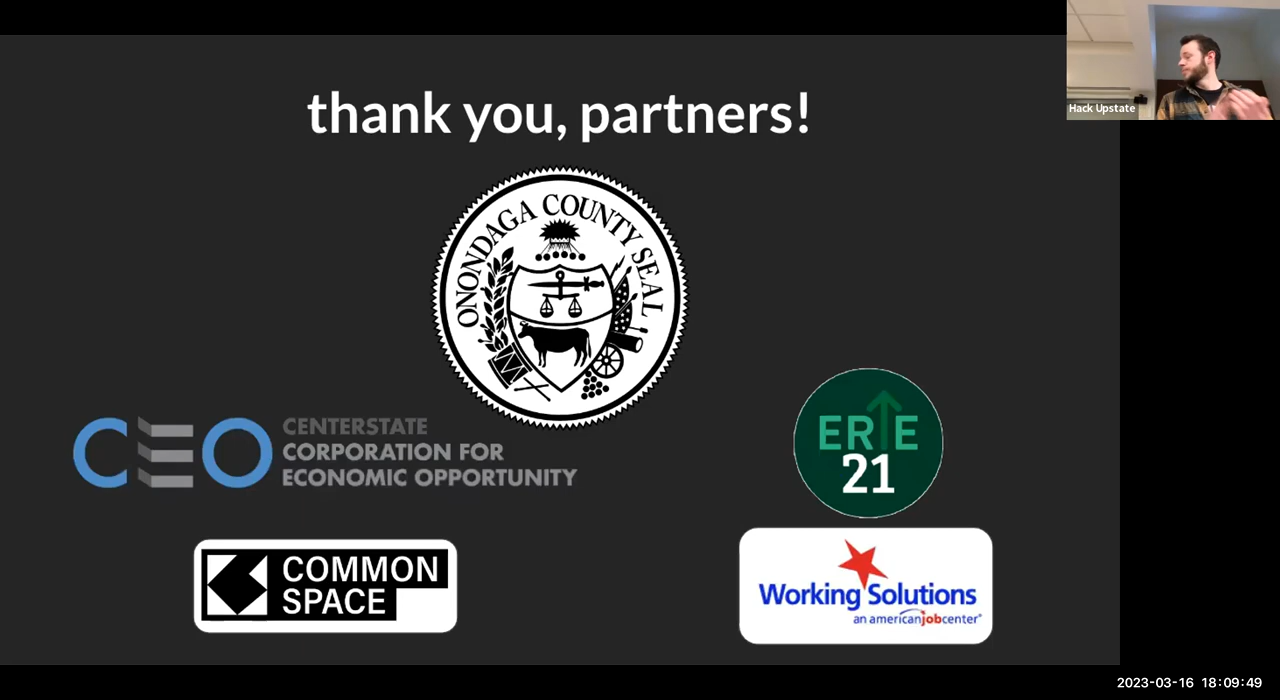 Hack Upstate
thank you, partners!
ONONDAGA COUNTY SEAL
CEO
CENTERSTATE
CORPORATION FOR
ECONOMIC OPPORTUNITY
ERIE
21
COMMON
SPACE
Working Solutions
an americanjobcenter
2023-03-16 18:09:49